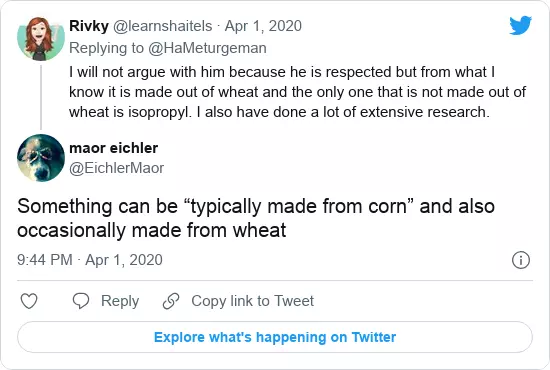 Rivky @learnshaitels · Apr 1, 2020
Replying to @HaMeturgeman
I will not argue with him because he is respected but from what I
know it is made out of wheat and the only one that is not made out of
wheat is isopropyl. I also have done a lot of extensive research.
maor eichler
@EichlerMaor
Something can be “typically made from corn” and also
occasionally made from wheat
9:44 PM · Apr 1, 2020
Reply Copy link to Tweet
Explore what's happening on Twitter